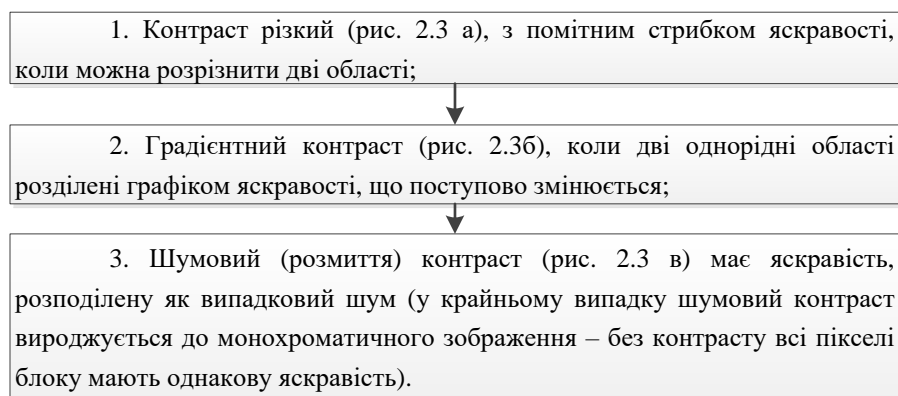 1. Контраст різкий (рис. 2.3 а), з помітним стрибком яскравості,
коли можна розрізнити дві області;
2. Градієнтний контраст (рис. 2.3б), коли дві однорідні області
розділені графіком яскравості, що поступово змінюється;
3. Шумовий (розмиття) контраст (рис. 2.3 в) має яскравість,
розподілену як випадковий шум (у крайньому випадку шумовий контраст
вироджується до монохроматичного зображення – без контрасту всі пікселі
блоку мають однакову яскравість).